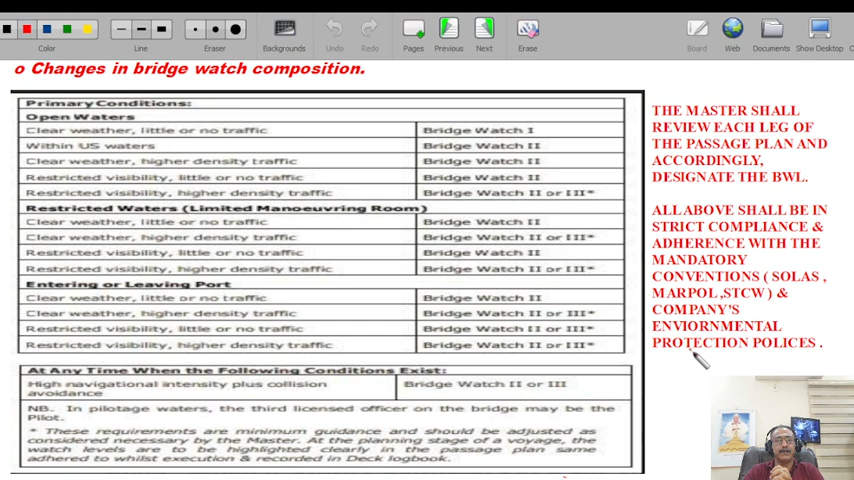 Color
Line
Eraser
Backgrounds
Undo
Redo
Pages
Previous
Next
Erase
Board
Web
Documents
Show Desktop
o Changes in bridge watch composition.
Primary Conditions:
Open Waters
Clear weather, little or no traffic Bridge Watch I
Within US waters Bridge Watch II
Clear weather, higher density traffic Bridge Watch II
Restricted visibility, little or no traffic Bridge Watch II
Restricted visibility, higher density traffic Bridge Watch II or III*
Restricted Waters (Limited Manoeuvring Room)
Clear weather, little or no traffic Bridge Watch II
Clear weather, higher density traffic Bridge Watch II or III*
Restricted visibility, little or no traffic Bridge Watch II
Restricted visibility, higher density traffic Bridge Watch II or III*
Entering or Leaving Port
Clear weather, little or no traffic Bridge Watch II
Clear weather, higher density traffic Bridge Watch II or III*
Restricted visibility, little or no traffic Bridge Watch II or III*
Restricted visibility, higher density traffic Bridge Watch II or III*
At Any Time When the Following Conditions Exist:
High navigational intensity plus collision Bridge Watch II or III
avoidance
NB. In pilotage waters, the third licensed officer on the bridge may be the
Pilot.
* These requirements are minimum guidance and should be adjusted as
considered necessary by the Master. At the planning stage of a voyage, the
watch levels are to be highlighted clearly in the passage plan same
adhered to whilst execution & recorded in Deck logbook.
THE MASTER SHALL
REVIEW EACH LEG OF
THE PASSAGE PLAN AND
ACCORDINGLY,
DESIGNATE THE BWL.
ALL ABOVE SHALL BE IN
STRICT COMPLIANCE &
ADHERENCE WITH THE
MANDATORY
CONVENTIONS ( SOLAS ,
MARPOL ,STCW ) &
COMPANY'S
ENVIORNMENTAL
PROTECTION POLICES .